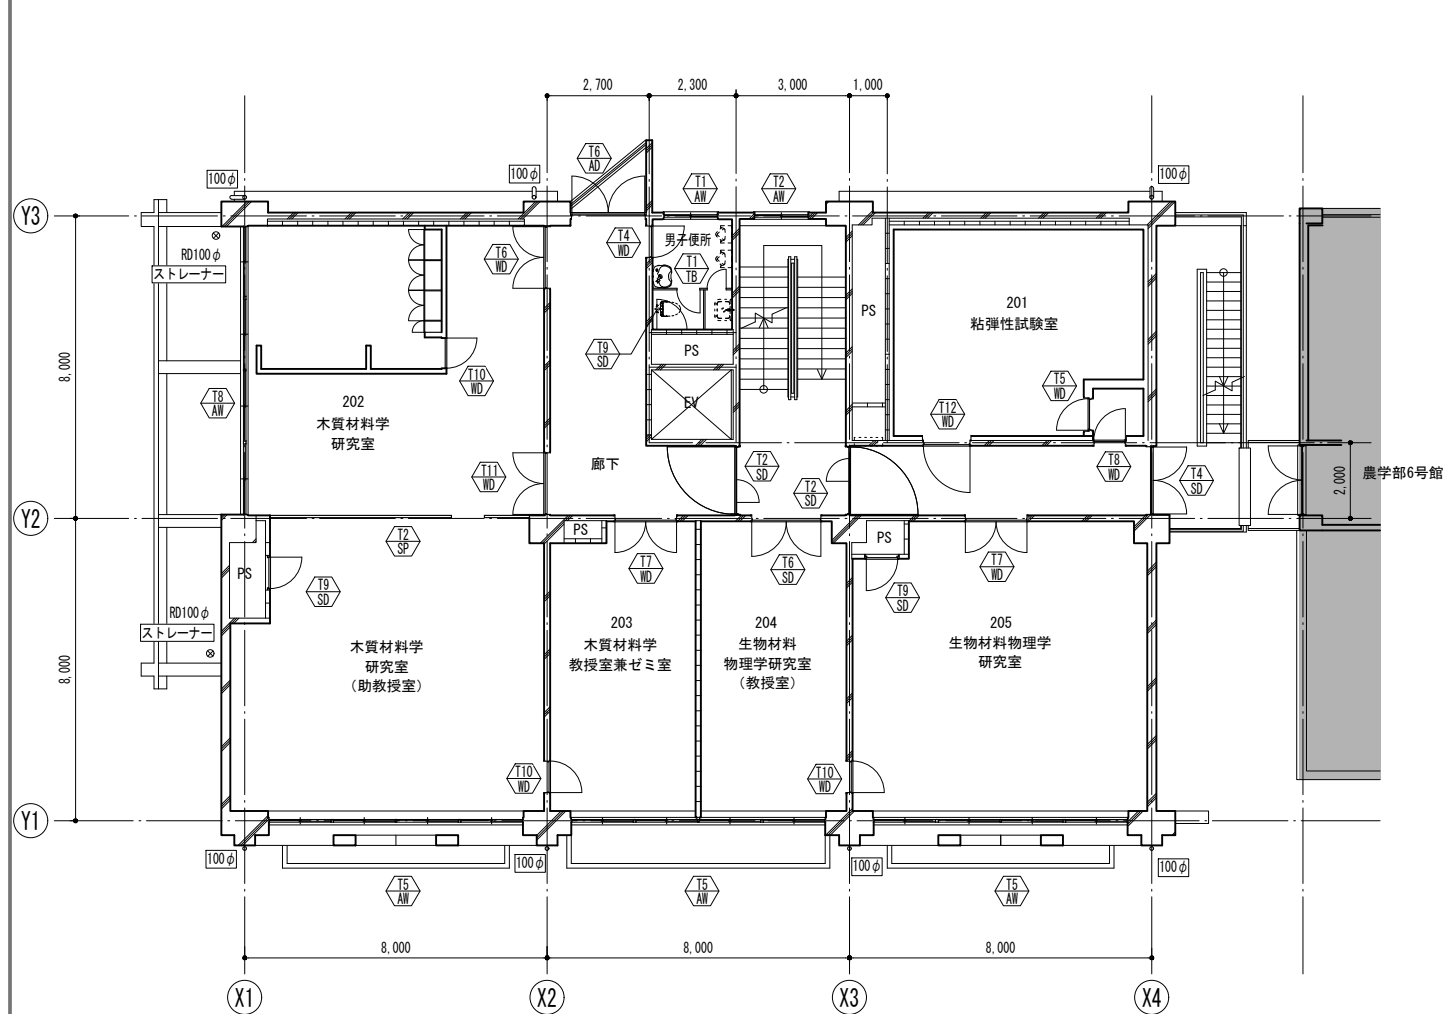 2,700
2,300
3,000
1,000
T6
AD
100φ
100φ
T1
AW
T2
AW
100φ
Y3
RD100φ
ストレーナー
T6
WD
T4
WD
男子便所
T1
TB
PS
201
粘弾性試験室
8,000
T8
AW
202
木質材料学
研究室
T10
WD
T9
SD
PS
EV
T5
WD
T12
WD
T11
WD
廊下
T2
SD
T2
SD
T8
WD
T4
SD
2,000
農学部6号館
Y2
T2
SP
PS
T9
SD
PS
T7
WD
T6
SD
PS
T9
SD
T7
WD
RD100φ
ストレーナー
8,000
木質材料学
研究室
(助教授室)
203
木質材料学
教授室兼ゼミ室
204
生物材料
物理学研究室
(教授室)
205
生物材料物理学
研究室
T10
WD
T10
WD
Y1
100φ
100φ
100φ
100φ
T5
AW
T5
AW
T5
AW
8,000
8,000
8,000
X1
X2
X3
X4